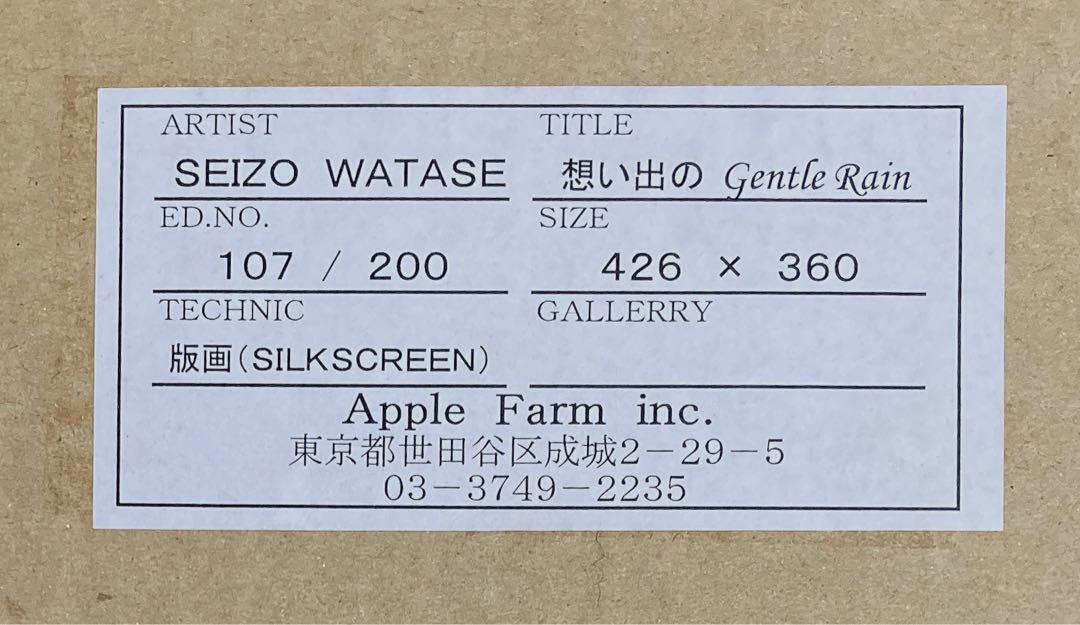 ARTIST TITLE
SEIZO WATASE 想い出の Gentle Rain
ED.NO. SIZE
107 / 200 426 × 360
TECHNIC GALLERRY
版画(SILKSCREEN)
Apple Farm inc.
東京都世田谷区成城2−29−5
03−3749−2235